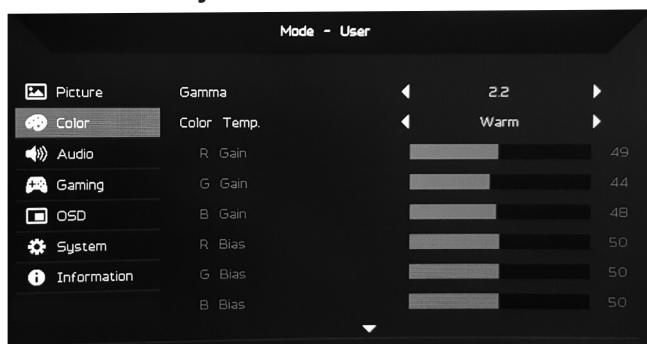 Mode - User
Picture
Gamma 2.2
Color
Color Temp. Warm
Audio
R Gain 49
Gaming
G Gain 44
OSD
B Gain 48
System
R Bias 50
Information
G Bias 50
B Bias 50